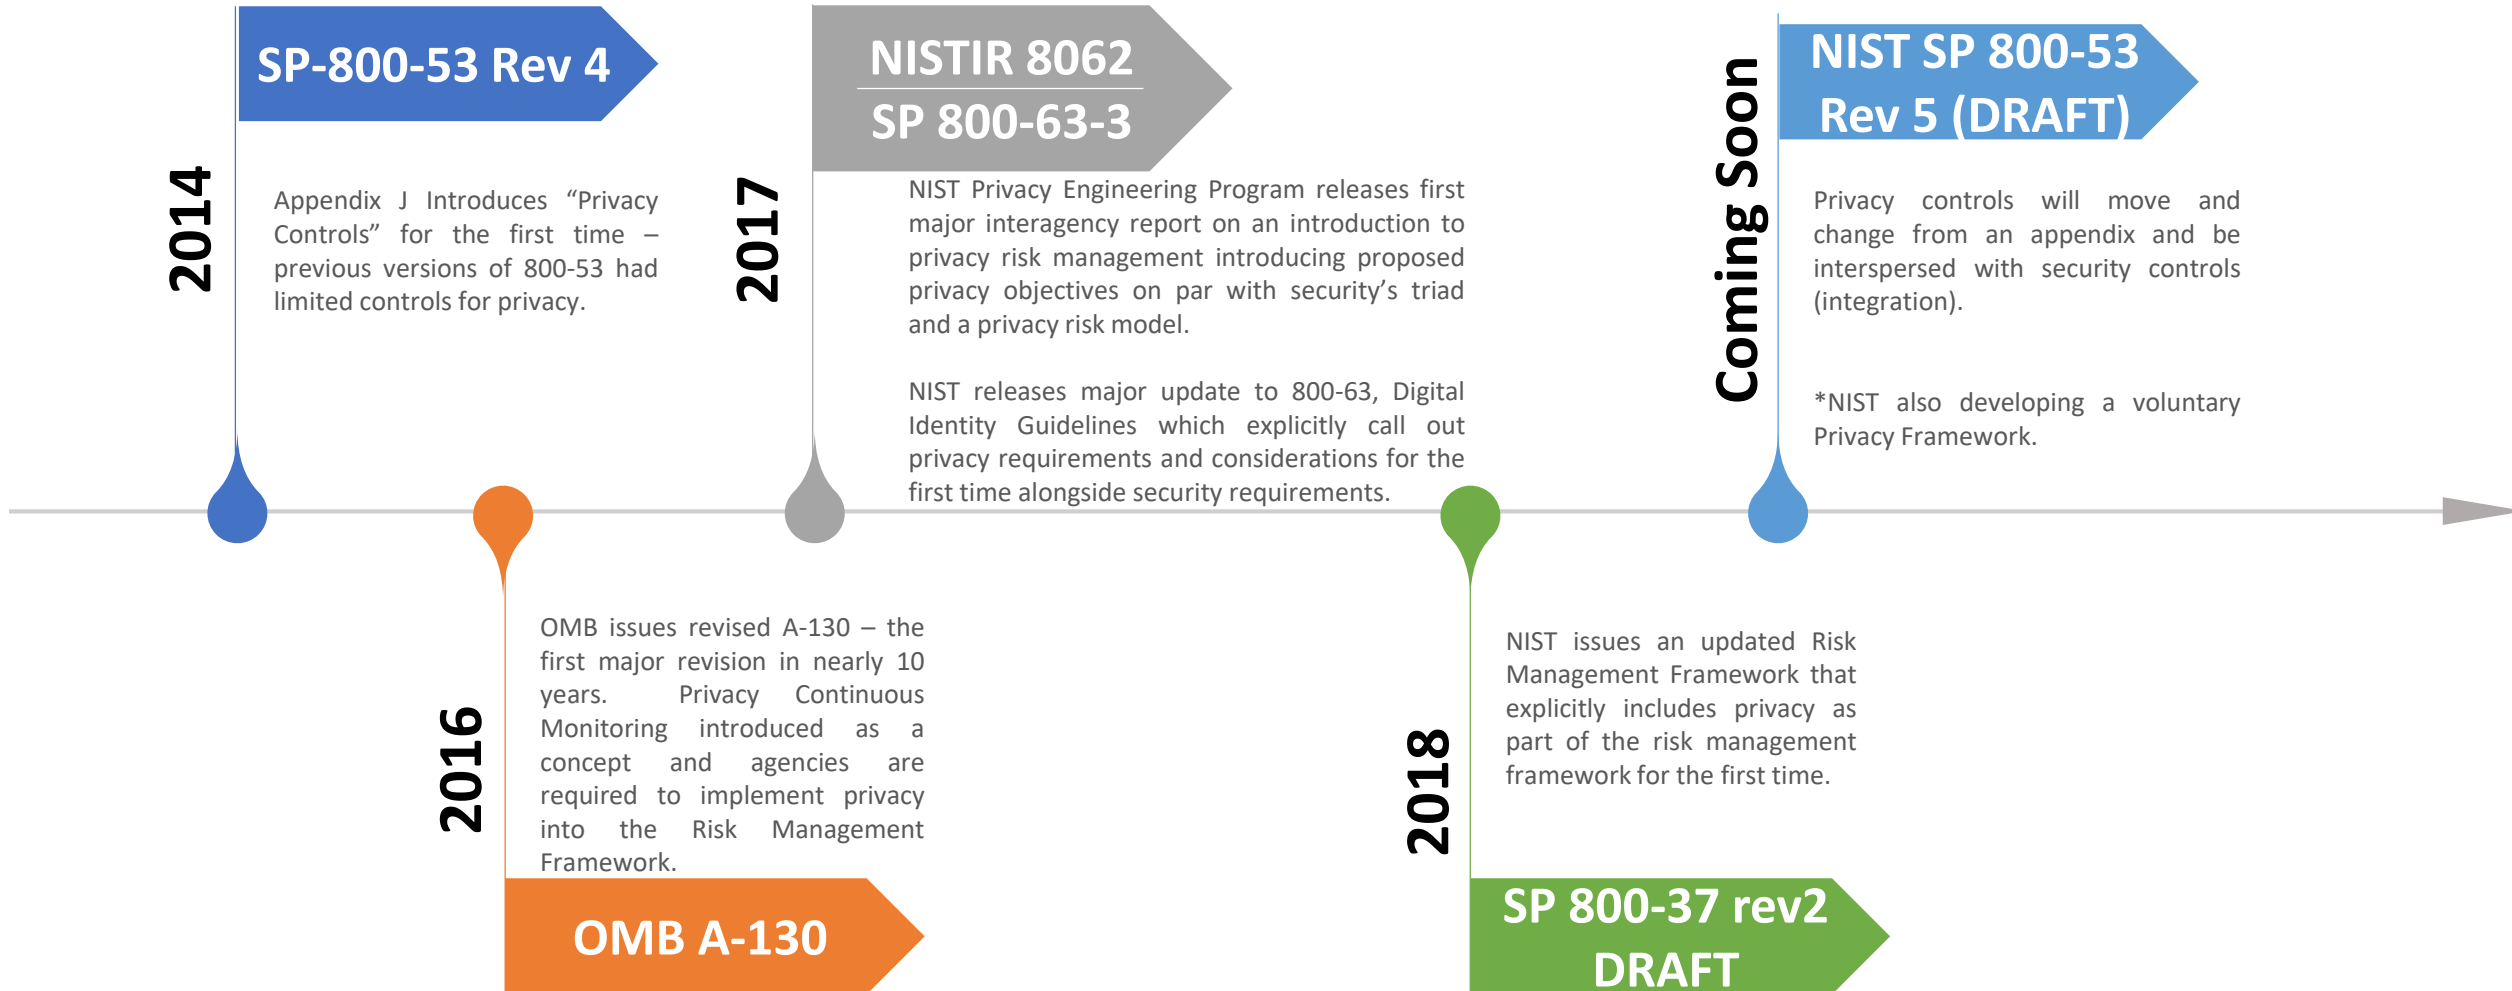 2014
SP-800-53 Rev 4
Appendix J Introduces “Privacy
Controls” for the first time –
previous versions of 800-53 had
limited controls for privacy.
2016
OMB issues revised A-130 – the
first major revision in nearly 10
years. Privacy Continuous
Monitoring introduced as a
concept and agencies are
required to implement privacy
into the Risk Management
Framework.
OMB A-130
2017
NISTIR 8062
SP 800-63-3
NIST Privacy Engineering Program releases first
major interagency report on an introduction to
privacy risk management introducing proposed
privacy objectives on par with security’s triad
and a privacy risk model.
NIST releases major update to 800-63, Digital
Identity Guidelines which explicitly call out
privacy requirements and considerations for the
first time alongside security requirements.
2018
NIST issues an updated Risk
Management Framework that
explicitly includes privacy as
part of the risk management
framework for the first time.
SP 800-37 rev2
DRAFT
Coming Soon
NIST SP 800-53
Rev 5 (DRAFT)
Privacy controls will move and
change from an appendix and be
interspersed with security controls
(integration).
*NIST also developing a voluntary
Privacy Framework.